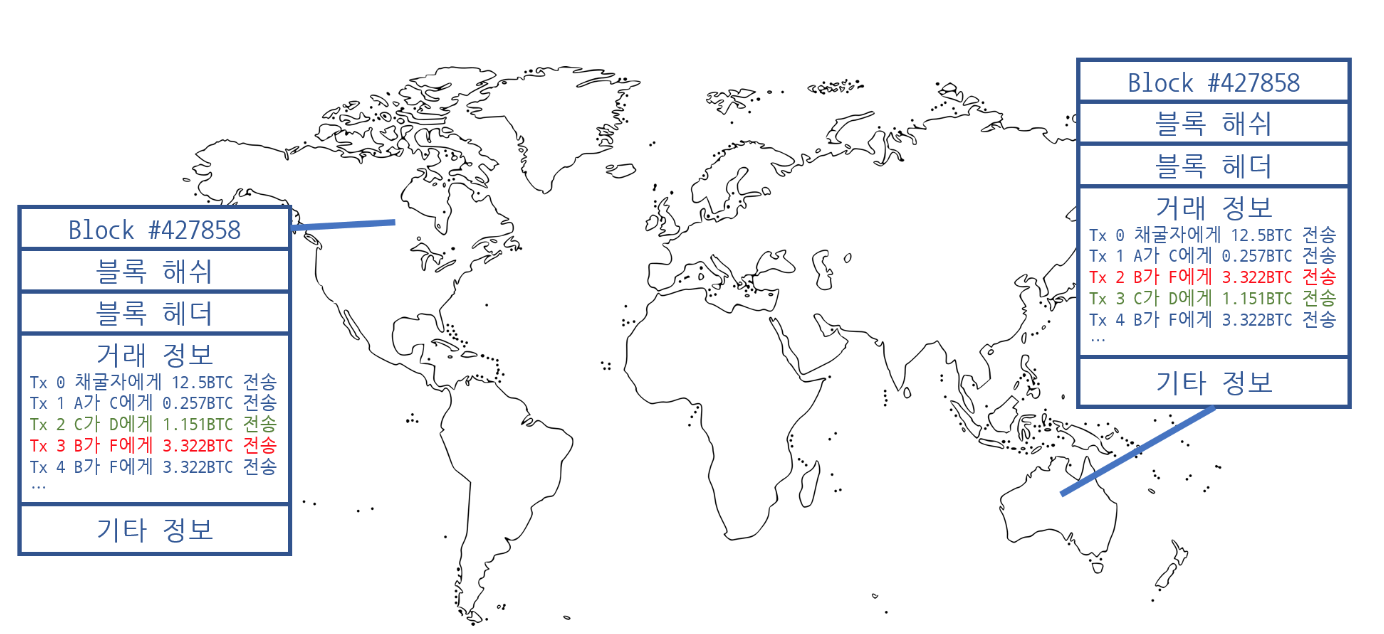 Block #427858
블록 해쉬
블록 헤더
거래 정보
Tx 0 채굴자에게 12.5BTC 전송
Tx 1 A가 C에게 0.257BTC 전송
Tx 2 C가 D에게 1.151BTC 전송
Tx 3 B가 F에게 3.322BTC 전송
Tx 4 B가 F에게 3.322BTC 전송
...
기타 정보
Block #427858
블록 해쉬
블록 헤더
거래 정보
Tx 0 채굴자에게 12.5BTC 전송
Tx 1 A가 C에게 0.257BTC 전송
Tx 2 B가 F에게 3.322BTC 전송
Tx 3 C가 D에게 1.151BTC 전송
Tx 4 B가 F에게 3.322BTC 전송
...
기타 정보